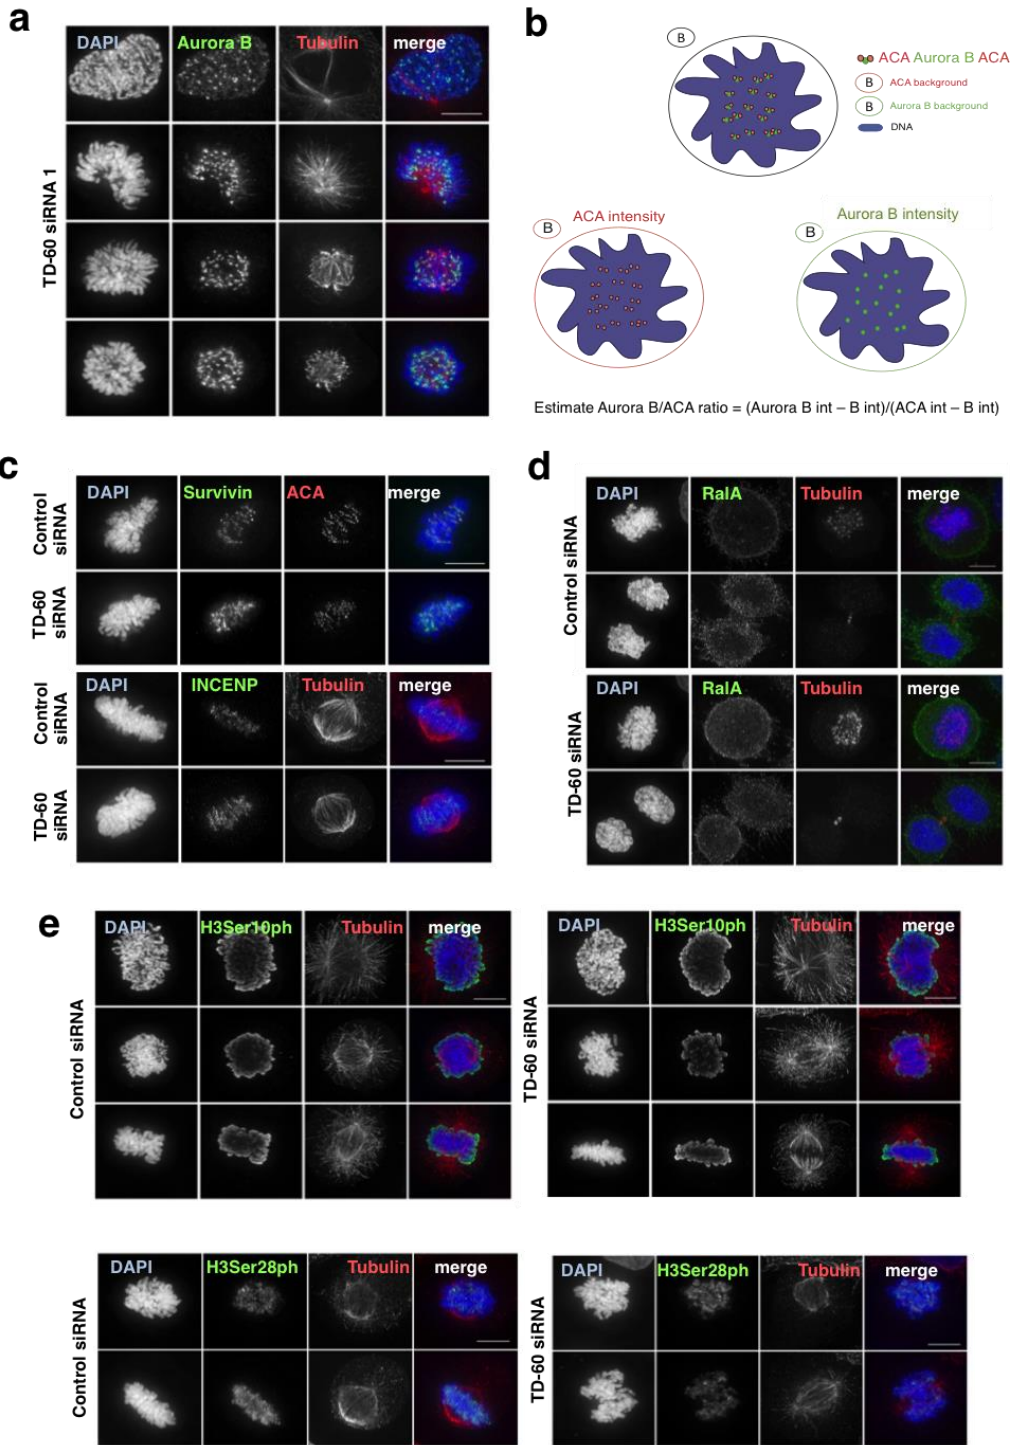 a
DAPI Aurora B Tubulin merge
TD-60 siRNA 1
b
B
ACA Aurora B ACA
B ACA background
B Aurora B background
DNA
ACA intensity
B
Aurora B intensity
B
Estimate Aurora B/ACA ratio = (Aurora B int – B int)/(ACA int – B int)
c
Control
siRNA
DAPI Survivin ACA merge
TD-60
siRNA
Control
siRNA
DAPI INCENP Tubulin merge
TD-60
siRNA
d
Control siRNA
DAPI RalA Tubulin merge
TD-60 siRNA
DAPI RalA Tubulin merge
e
Control siRNA
DAPI H3Ser10ph Tubulin merge
TD-60 siRNA
DAPI H3Ser10ph Tubulin merge
Control siRNA
DAPI H3Ser28ph Tubulin merge
TD-60 siRNA
DAPI H3Ser28ph Tubulin merge